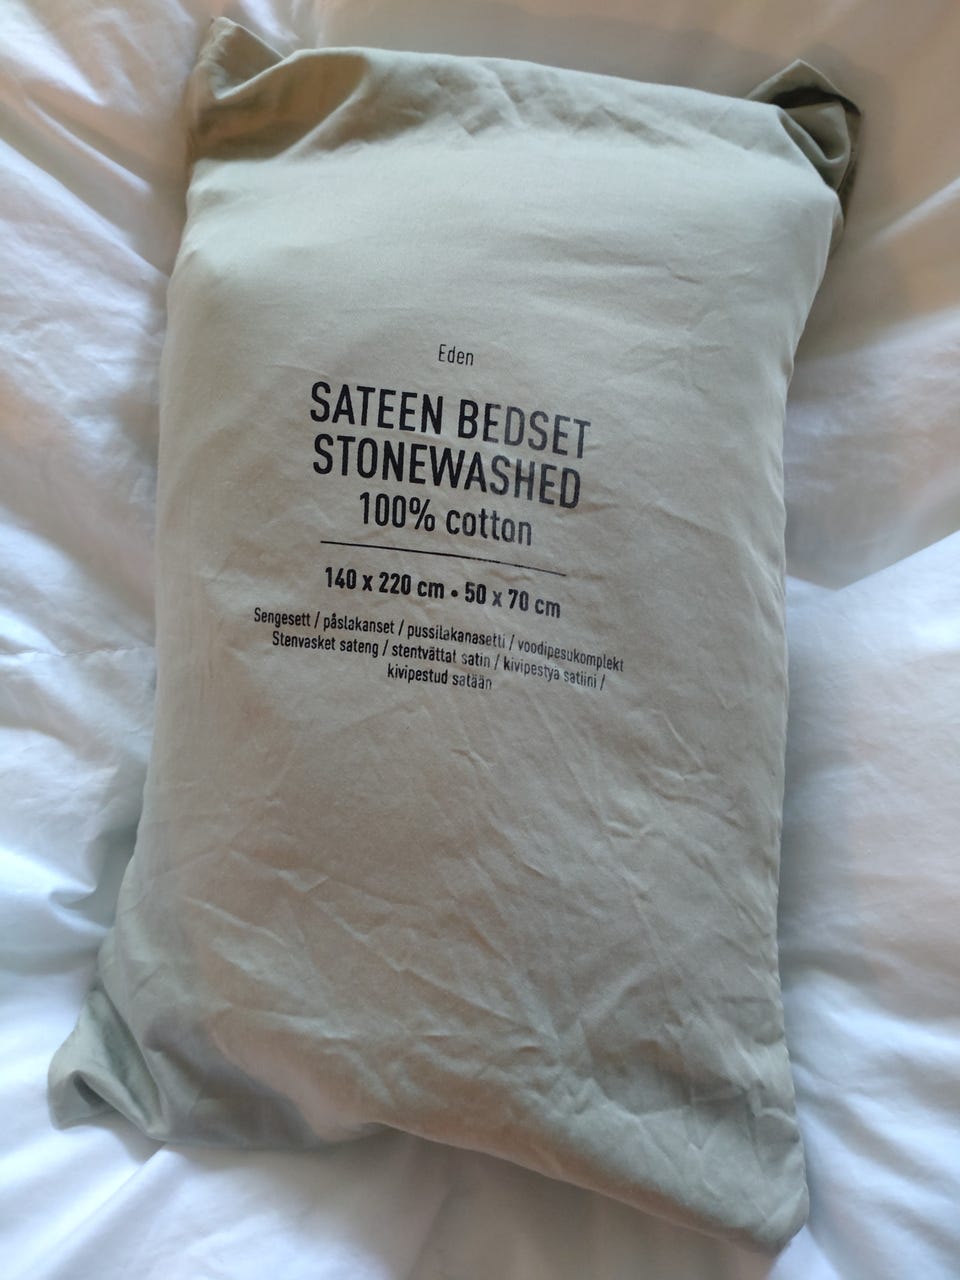 Eden
SATEEN BEDSET
STONEWASHED
100% cotton
140 x 220 cm • 50 x 70 cm
Sengesett / påslakanset / pussilakanasetti / voodipesukomplekt
Stenvasket sateng / stentvättat satin / kivipestyä satiini /
kivipestud satään